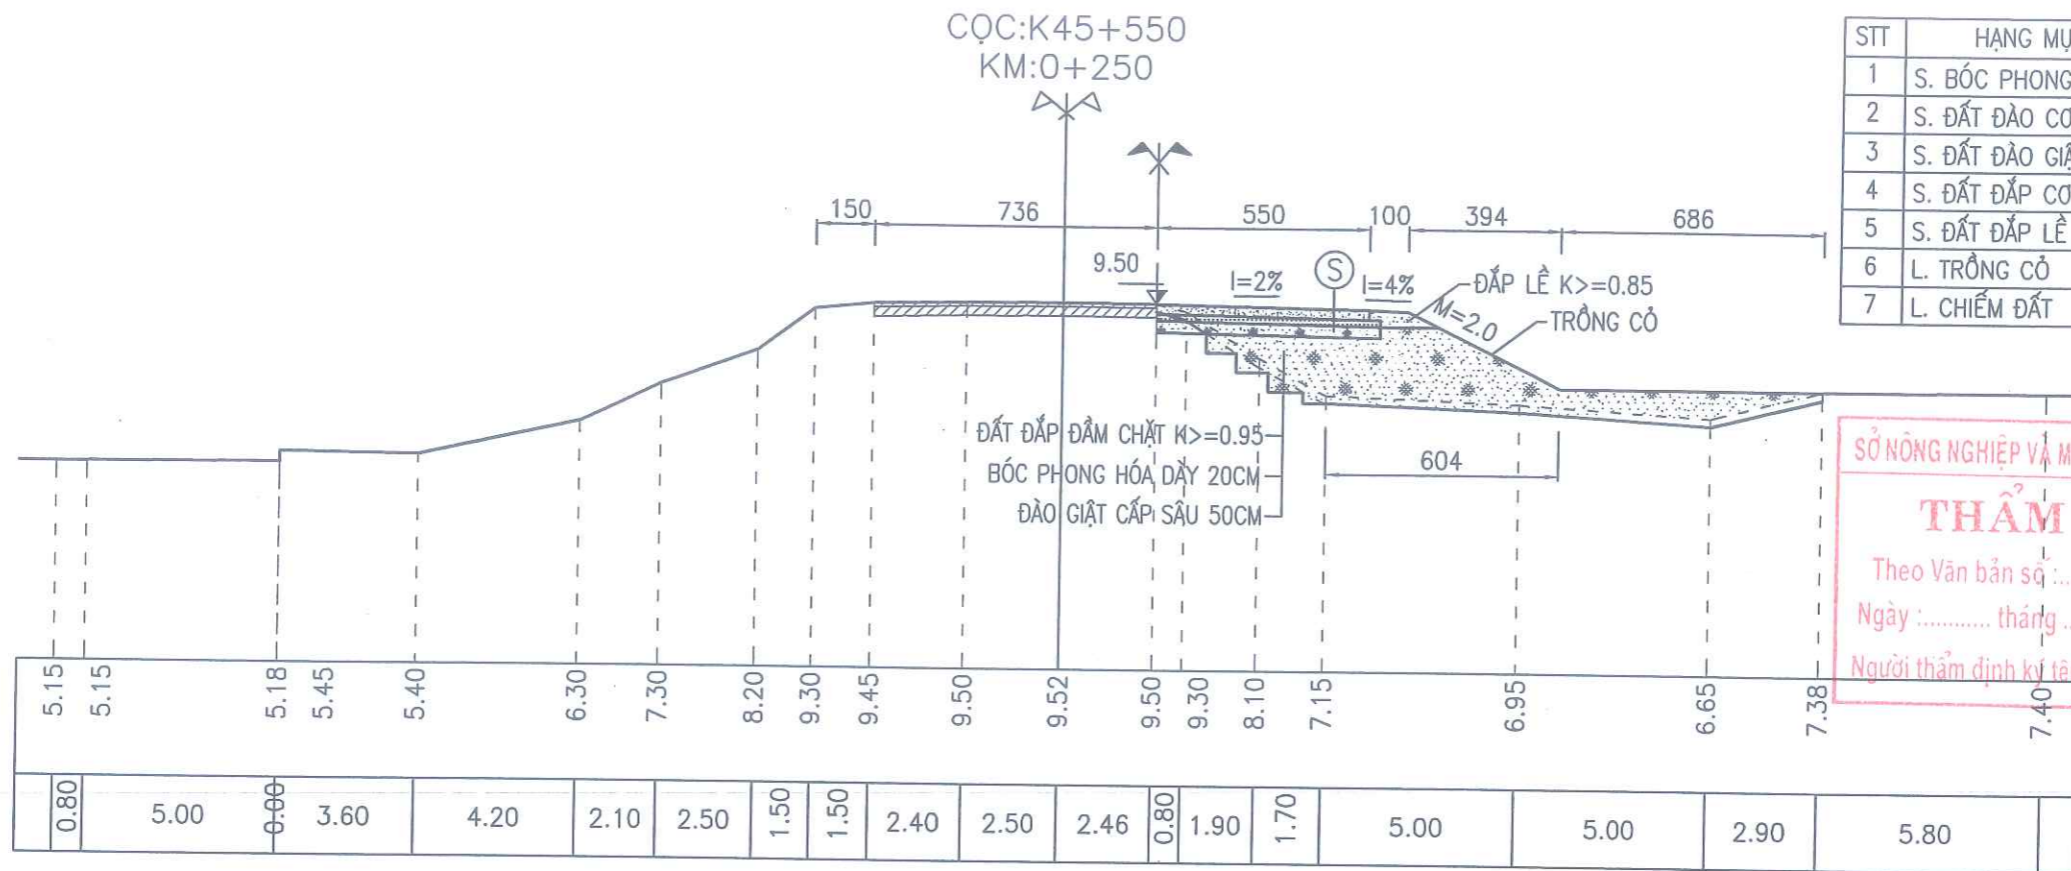 CỌC:K45+550
KM:0+250
STT HẠNG MỤ
1 S. BÓC PHONG
2 S. ĐẤT ĐÀO CƠ
3 S. ĐẤT ĐÀO GIẬ
4 S. ĐẤT ĐẮP CƠ
5 S. ĐẤT ĐẮP LỀ
6 L. TRỒNG CỎ
7 L. CHIẾM ĐẤT
150 736 550 100 394 686
9.50
I=2%
S
I=4%
ĐẮP LỀ K>=0.85
M=2.0
TRỒNG CỎ
ĐẤT ĐẮP ĐẦM CHẶT K>=0.95
BÓC PHONG HÓA DÀY 20CM
ĐÀO GIẬT CẤP SÂU 50CM
604
SỞ NÔNG NGHIỆP VÀ M
THẨM
Theo Văn bản số :..
Ngày :............ tháng ..
Người thẩm định ký tê
5.15 5.15 5.18 5.45 5.40 6.30 7.30 8.20 9.30 9.45 9.50 9.52 9.50 9.30 8.10 7.15 6.95 6.65 7.38 7.40
0.80 5.00 0.00 3.60 4.20 2.10 2.50 1.50 1.50 2.40 2.50 2.46 0.80 1.90 1.70 5.00 5.00 2.90 5.80